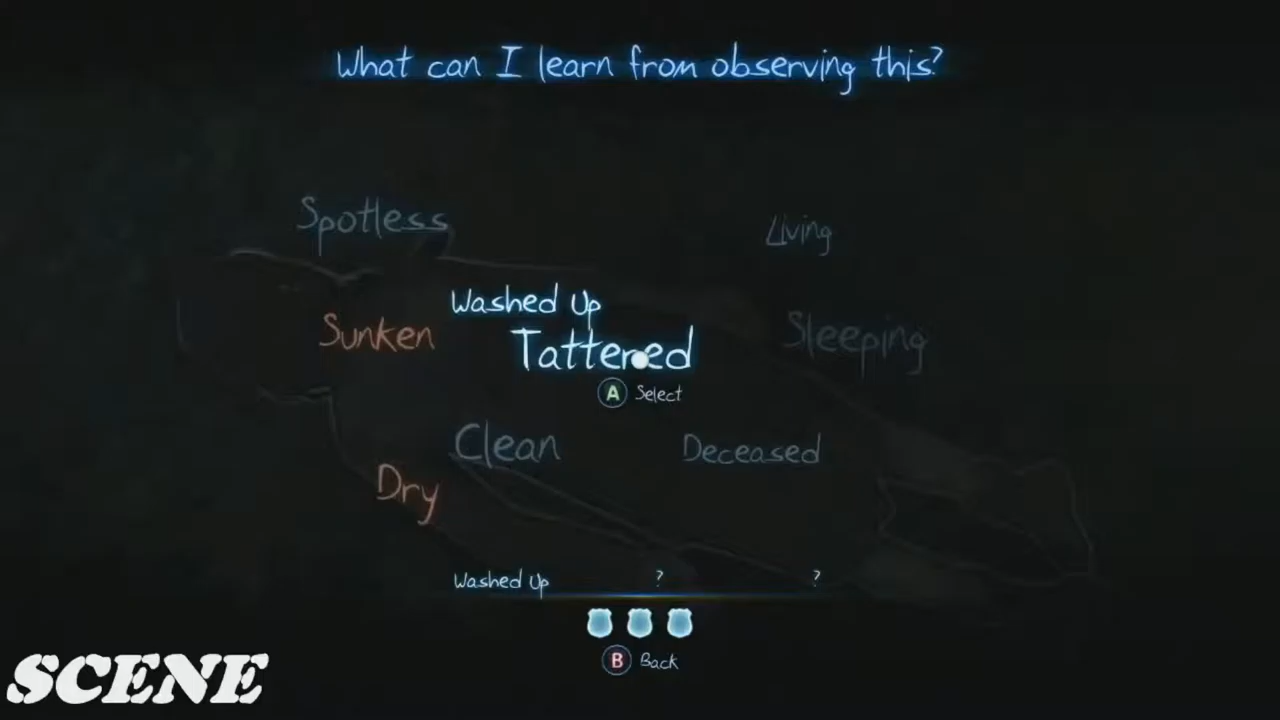 What can I learn from observing this?
Spotless
Living
Washed Up
Sunken
Tattered
Sleeping
A Select
Clean
Deceased
Dry
Washed Up ? ?
B Back
SCENE